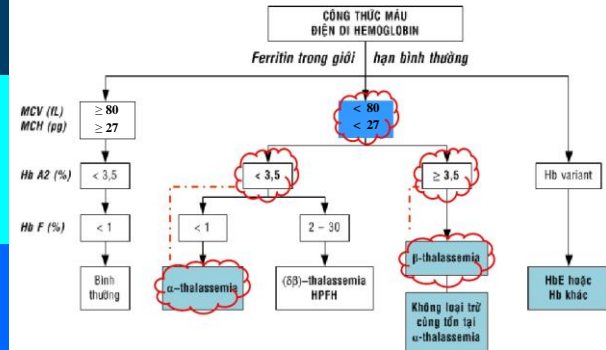 CÔNG THỨC MÁU
ĐIỆN DI HEMOGLOBIN
Ferritin trong giới hạn bình thường
MCV (fL)
MCH (pg)
≥ 80
≥ 27
< 80
< 27
Hb A2 (%)
< 3,5
< 3,5
≥ 3,5
Hb variant
Hb F (%)
< 1
< 1
2 – 30
Bình
thường
α-thalassemia
(δβ)-thalassemia
HPFH
β-thalassemia
Không loại trừ
cùng tồn tại
α-thalassemia
HbE hoặc
Hb khác